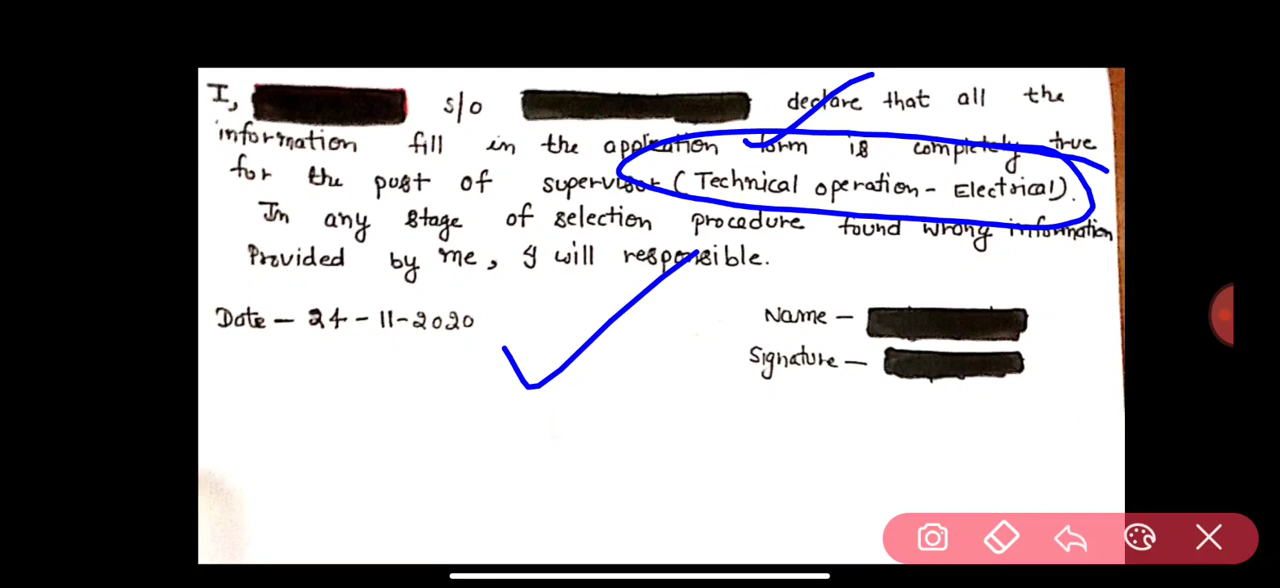 I, s/o declare that all the
information fill in the application form is completely true
for the post of supervisor (Technical operation - Electrical).
In any stage of selection procedure found wrong information
Provided by me, I will responsible.
Date - 24-11-2020
Name -
Signature -